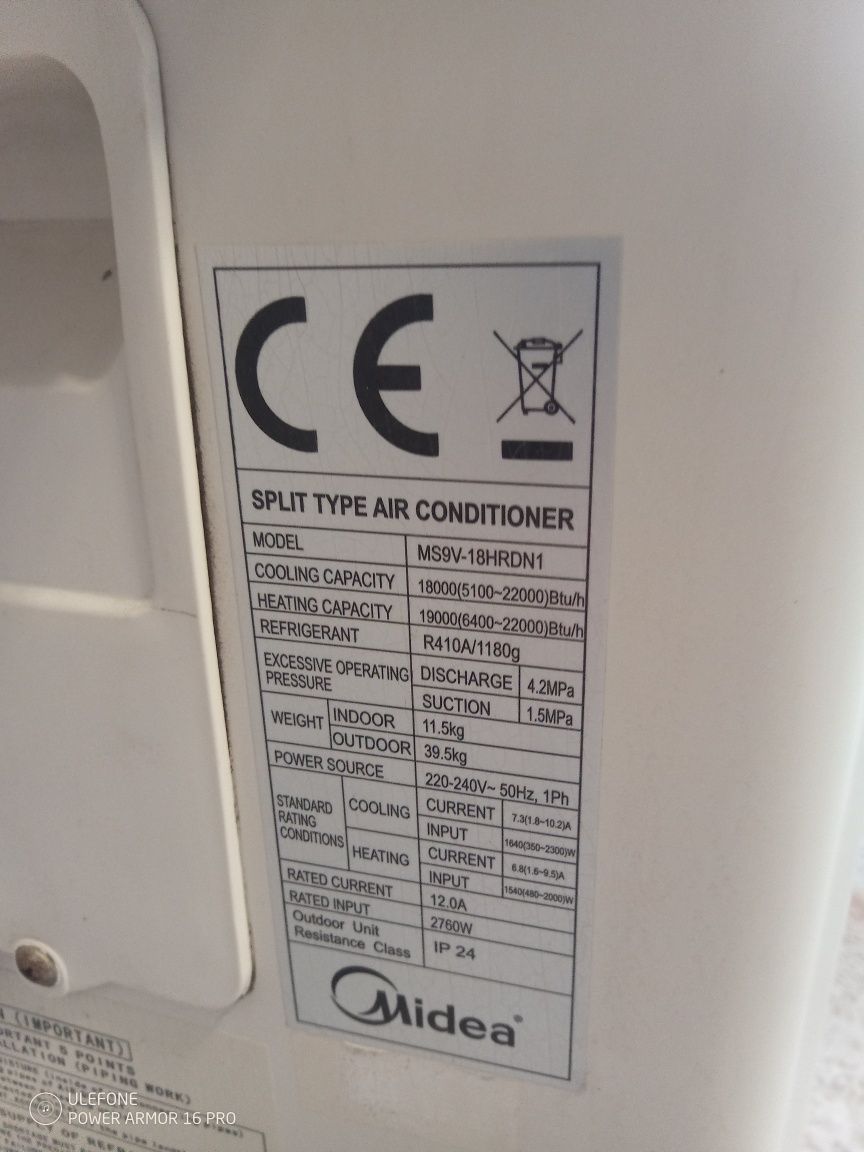 CE
SPLIT TYPE AIR CONDITIONER
MODEL MS9V-18HRDN1
COOLING CAPACITY 18000(5100~22000)Btu/h
HEATING CAPACITY 19000(6400~22000)Btu/h
REFRIGERANT R410A/1180g
EXCESSIVE OPERATING PRESSURE DISCHARGE 4.2MPa
SUCTION 1.5MPa
WEIGHT INDOOR 11.5kg
OUTDOOR 39.5kg
POWER SOURCE 220-240V~ 50Hz, 1Ph
STANDARD RATING CONDITIONS COOLING CURRENT 7.3(1.8~10.2)A
INPUT 1640(350~2300)W
HEATING CURRENT 6.8(1.6~9.5)A
INPUT 1540(480~2000)W
RATED CURRENT 12.0A
RATED INPUT 2760W
Outdoor Unit
Resistance Class IP 24
Midea
(IMPORTANT)
5 POINTS
(PIPING WORK)
ULEFONE
POWER ARMOR 16 PRO